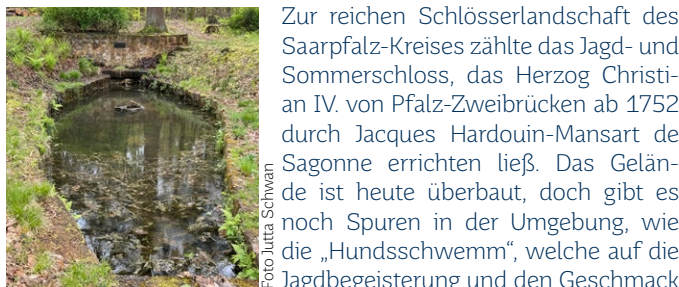 Zur reichen Schlösserlandschaft des
Saarpfalz-Kreises zählte das Jagd- und
Sommerschloss, das Herzog Christi-
an IV. von Pfalz-Zweibrücken ab 1752
durch Jacques Hardouin-Mansart de
Sagonne errichten ließ. Das Gelän-
de ist heute überbaut, doch gibt es
noch Spuren in der Umgebung, wie
die „Hundsschwemm“, welche auf die
Jagdbegeisterung und den Geschmack
Foto Jutta Schwan